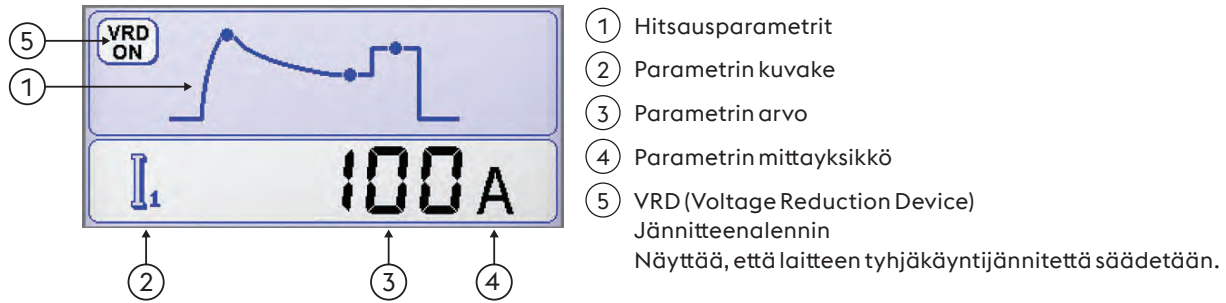 5
VRD
ON
1
I1
100 A
2
3
4
1 Hitsausparametrit
2 Parametrin kuvake
3 Parametrin arvo
4 Parametrin mittayksikkö
5 VRD (Voltage Reduction Device)
Jännitteenalennin
Näyttää, että laitteen tyhjäkäyntijännitettä säädetään.